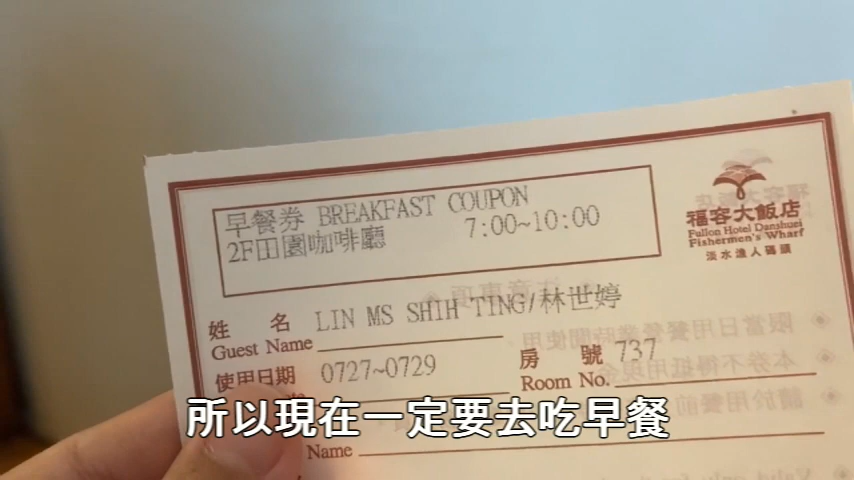 早餐券 BREAKFAST COUPON
2F田園咖啡廳 7:00~10:00
福容大飯店
Fullon Hotel Danshuei
Fishermen's Wharf
淡水漁人碼頭
姓 名 LIN MS SHIH TING/林世婷
Guest Name
使用日期 0727~0729
房 號 737
Room No.
所以現在一定要去吃早餐
Name